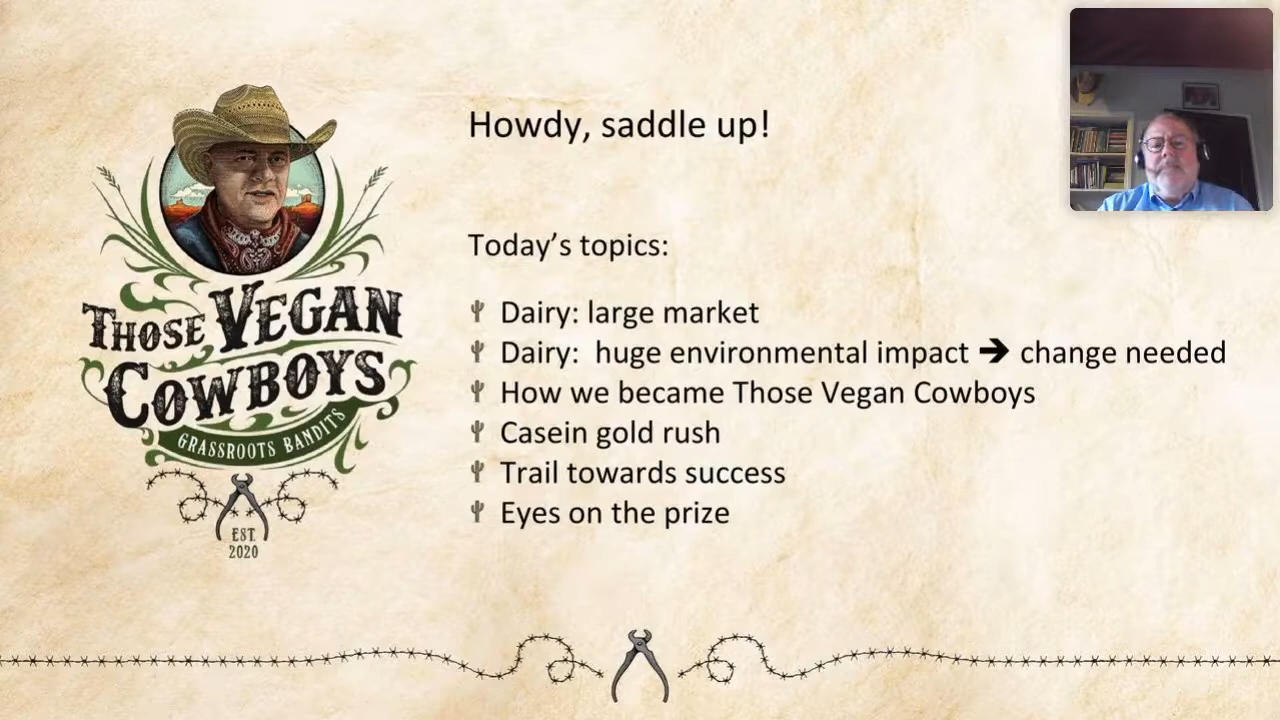 Howdy, saddle up!
Today's topics:
Dairy: large market
Dairy: huge environmental impact ➔ change needed
How we became Those Vegan Cowboys
Casein gold rush
Trail towards success
Eyes on the prize
THOSE VEGAN
COWBOYS
GRASSROOTS BANDITS
EST.
2020